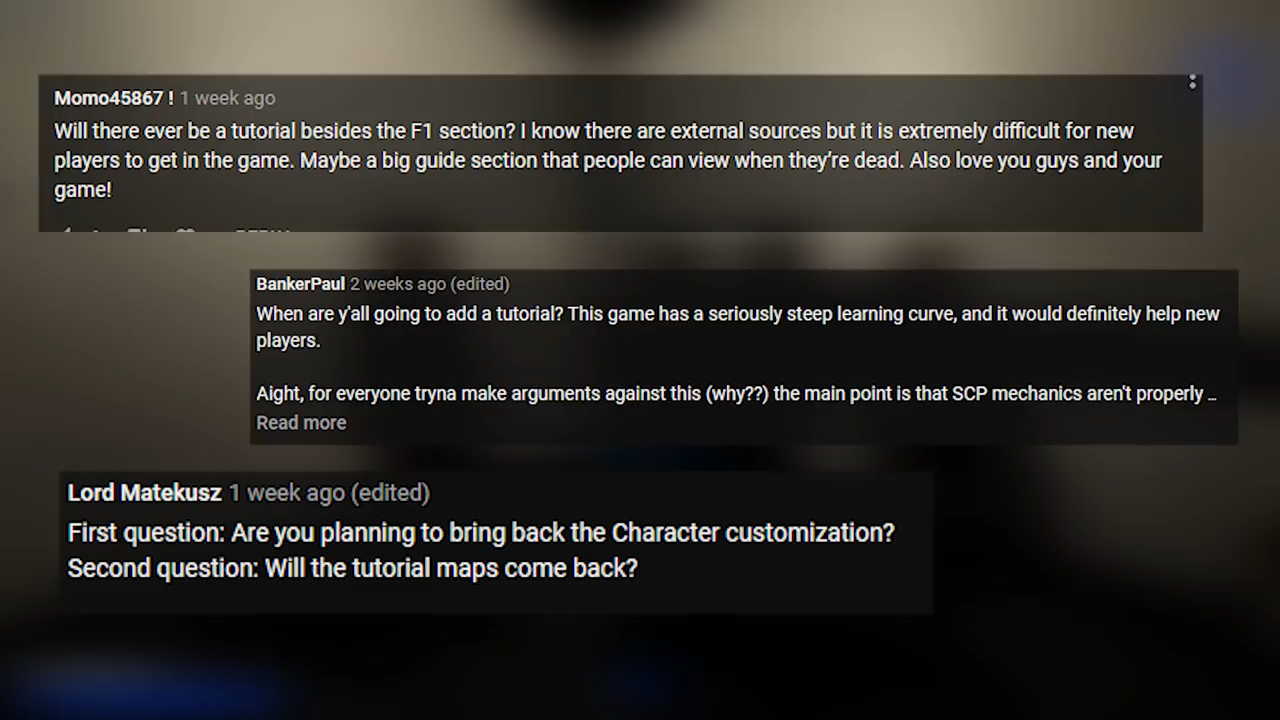 Momo45867 ! 1 week ago
Will there ever be a tutorial besides the F1 section? I know there are external sources but it is extremely difficult for new
players to get in the game. Maybe a big guide section that people can view when they're dead. Also love you guys and your
game!
BankerPaul 2 weeks ago (edited)
When are y'all going to add a tutorial? This game has a seriously steep learning curve, and it would definitely help new
players.
Aight, for everyone tryna make arguments against this (why??) the main point is that SCP mechanics aren't properly ...
Read more
Lord Matekusz 1 week ago (edited)
First question: Are you planning to bring back the Character customization?
Second question: Will the tutorial maps come back?